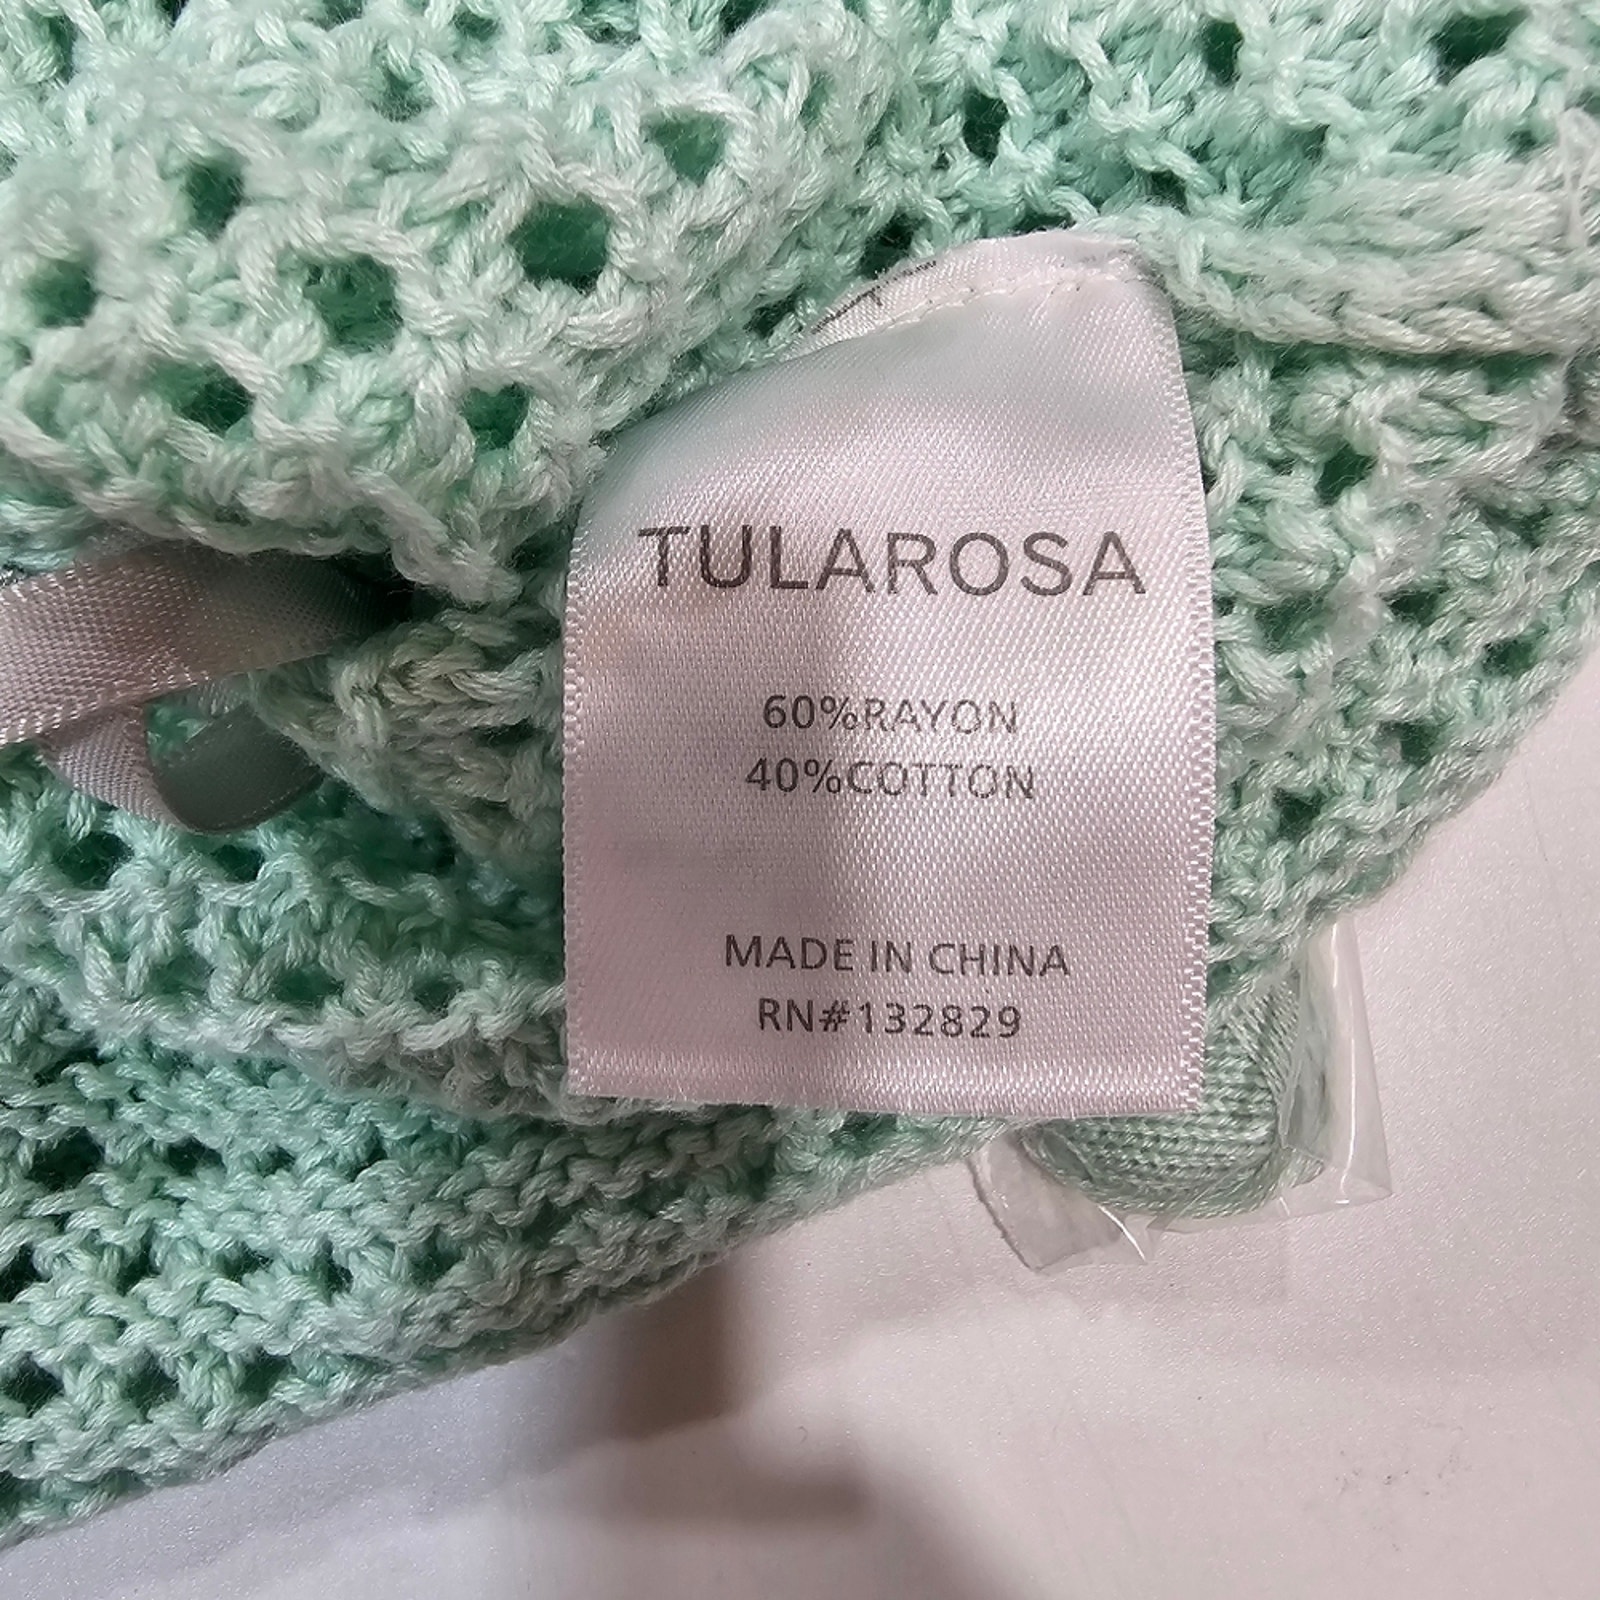 TULAROSA
60%RAYON
40%COTTON
MADE IN CHINA
RN#132829